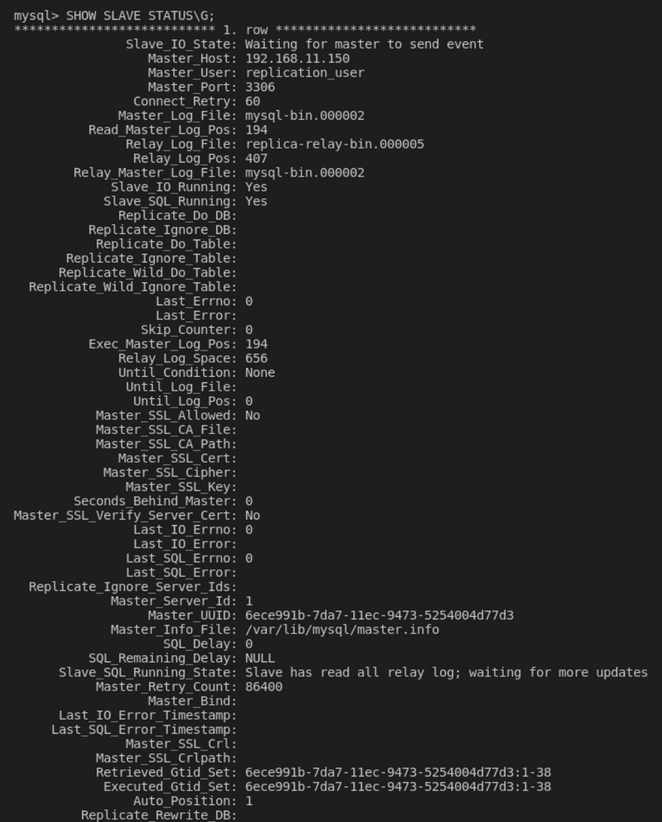 mysql> SHOW SLAVE STATUS\G;
*************************** 1. row ***************************
Slave_IO_State: Waiting for master to send event
Master_Host: 192.168.11.150
Master_User: replication_user
Master_Port: 3306
Connect_Retry: 60
Master_Log_File: mysql-bin.000002
Read_Master_Log_Pos: 194
Relay_Log_File: replica-relay-bin.000005
Relay_Log_Pos: 407
Relay_Master_Log_File: mysql-bin.000002
Slave_IO_Running: Yes
Slave_SQL_Running: Yes
Replicate_Do_DB:
Replicate_Ignore_DB:
Replicate_Do_Table:
Replicate_Ignore_Table:
Replicate_Wild_Do_Table:
Replicate_Wild_Ignore_Table:
Last_Errno: 0
Last_Error:
Skip_Counter: 0
Exec_Master_Log_Pos: 194
Relay_Log_Space: 656
Until_Condition: None
Until_Log_File:
Until_Log_Pos: 0
Master_SSL_Allowed: No
Master_SSL_CA_File:
Master_SSL_CA_Path:
Master_SSL_Cert:
Master_SSL_Cipher:
Master_SSL_Key:
Seconds_Behind_Master: 0
Master_SSL_Verify_Server_Cert: No
Last_IO_Errno: 0
Last_IO_Error:
Last_SQL_Errno: 0
Last_SQL_Error:
Replicate_Ignore_Server_Ids:
Master_Server_Id: 1
Master_UUID: 6ece991b-7da7-11ec-9473-5254004d77d3
Master_Info_File: /var/lib/mysql/master.info
SQL_Delay: 0
SQL_Remaining_Delay: NULL
Slave_SQL_Running_State: Slave has read all relay log; waiting for more updates
Master_Retry_Count: 86400
Master_Bind:
Last_IO_Error_Timestamp:
Last_SQL_Error_Timestamp:
Master_SSL_Crl:
Master_SSL_Crlpath:
Retrieved_Gtid_Set: 6ece991b-7da7-11ec-9473-5254004d77d3:1-38
Executed_Gtid_Set: 6ece991b-7da7-11ec-9473-5254004d77d3:1-38
Auto_Position: 1
Replicate_Rewrite_DB: